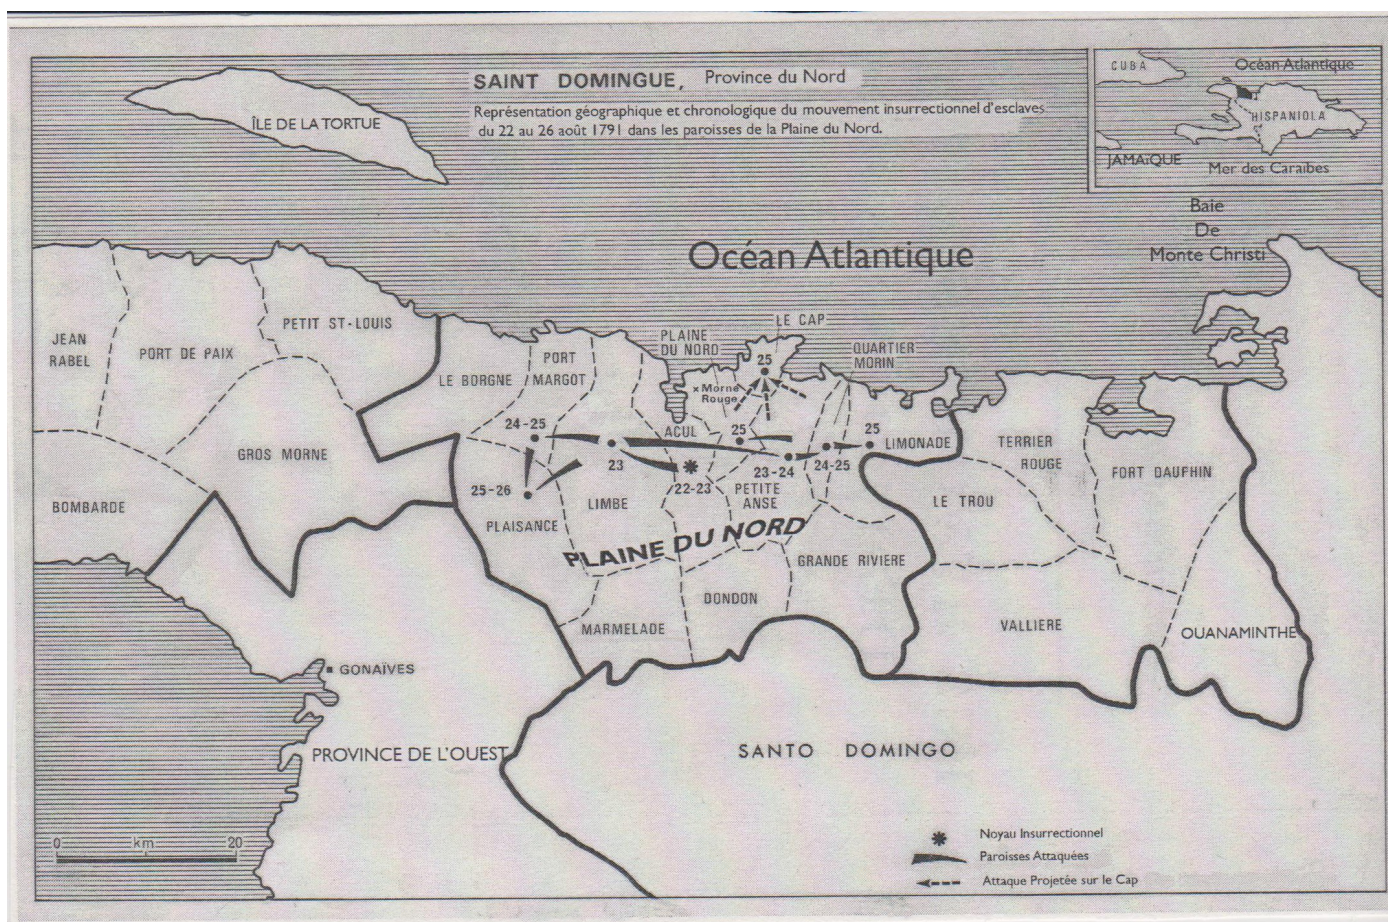 SAINT DOMINGUE, Province du Nord
Représentation géographique et chronologique du mouvement insurrectionnel d'esclaves
du 22 au 26 août 1791 dans les paroisses de la Plaine du Nord.
CUBA
Océan Atlantique
HISPANIOLA
JAMAÏQUE
Mer des Caraïbes
ÎLE DE LA TORTUE
Baie
De
Monte Christi
Océan Atlantique
JEAN
RABEL
PORT DE PAIX
PETIT ST-LOUIS
LE BORGNE
PORT
MARGOT
PLAINE
DU NORD
LE CAP
25
QUARTIER
MORIN
x Morne
Rouge
GROS MORNE
BOMBARDE
24-25
23
ACUL
25
25
LIMONADE
TERRIER
ROUGE
FORT DAUPHIN
25-26
22-23
23-24
24-25
LIMBE
PETITE
ANSE
LE TROU
PLAISANCE
PLAINE DU NORD
GRANDE RIVIERE
DONDON
MARMELADE
VALLIERE
OUANAMINTHE
GONAÏVES
PROVINCE DE L'OUEST
SANTO DOMINGO
0 km 20
Noyau Insurrectionnel
Paroisses Attaquées
Attaque Projetée sur le Cap